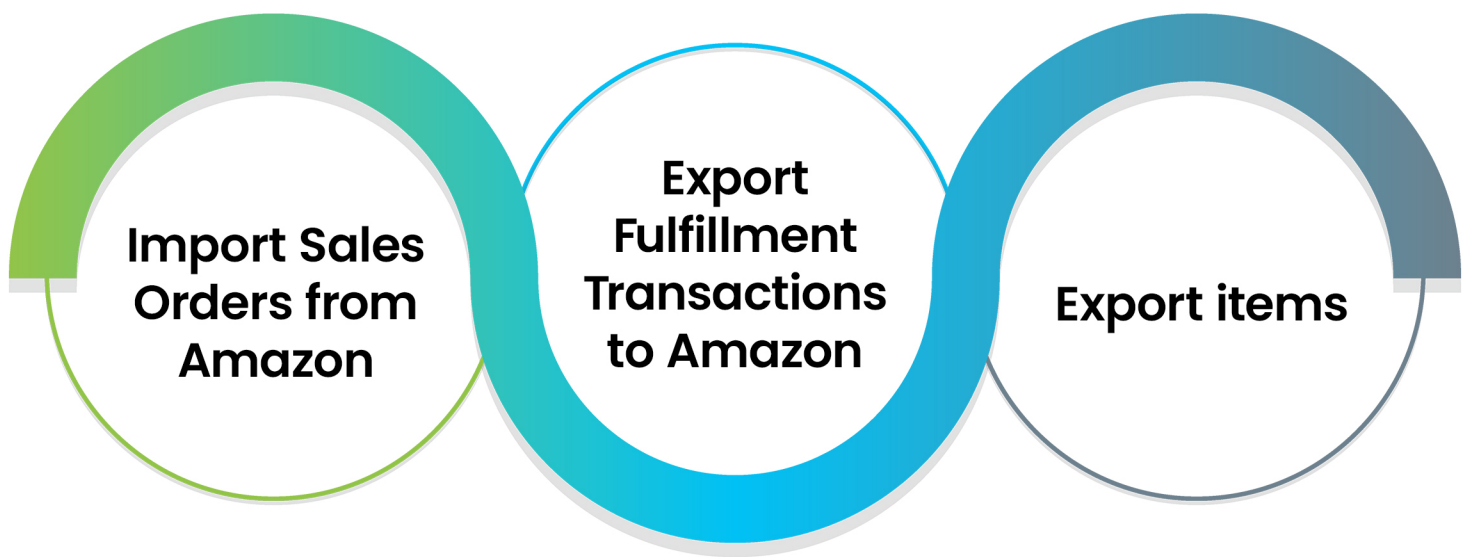 Import Sales
Orders from
Amazon
Export
Fulfillment
Transactions
to Amazon
Export items